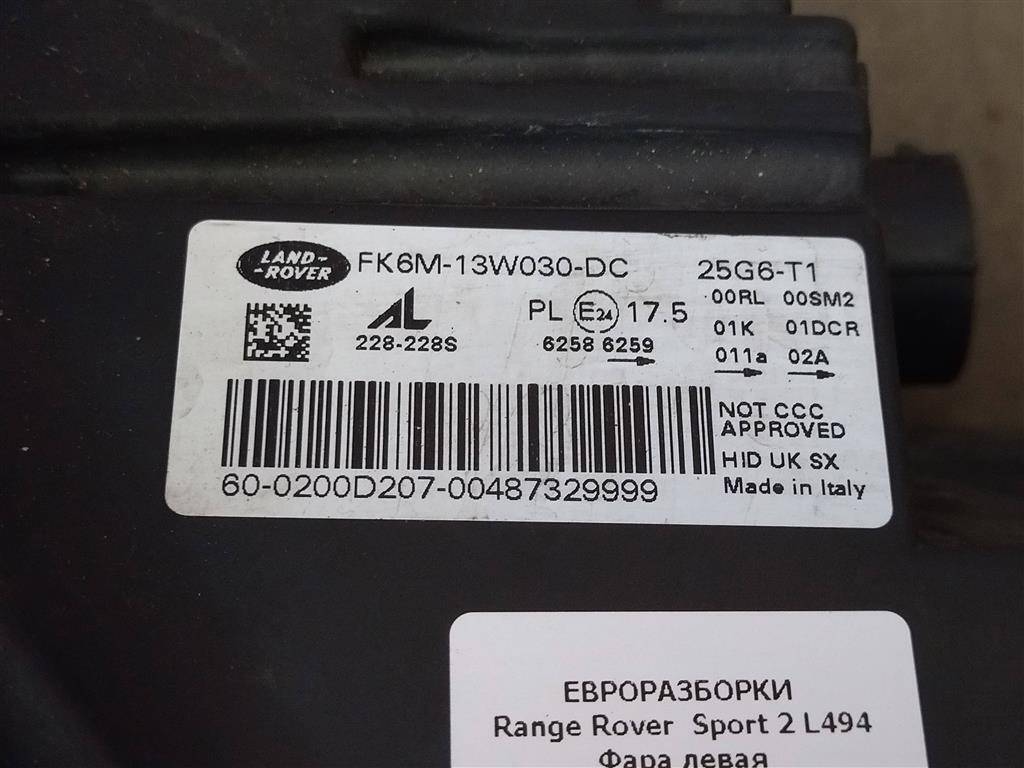 LAND-
-ROVER
FK6M-13W030-DC
25G6-T1
AL
228-228S
PL E24 17.5
6258 6259
00RL 00SM2
01K 01DCR
011a 02A
NOT CCC
APPROVED
HID UK SX
Made in Italy
60-0200D207-00487329999
ЕВРОРАЗБОРКИ
Range Rover Sport 2 L494
Фара левая